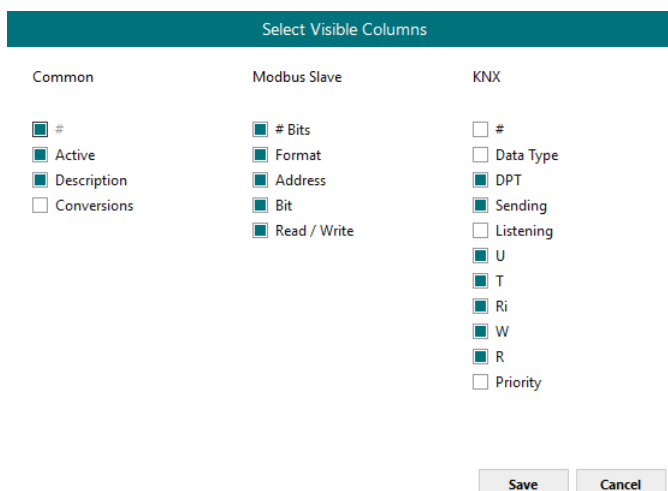 Select Visible Columns
Common
#
Active
Description
Conversions
Modbus Slave
# Bits
Format
Address
Bit
Read / Write
KNX
#
Data Type
DPT
Sending
Listening
U
T
Ri
W
R
Priority
Save
Cancel